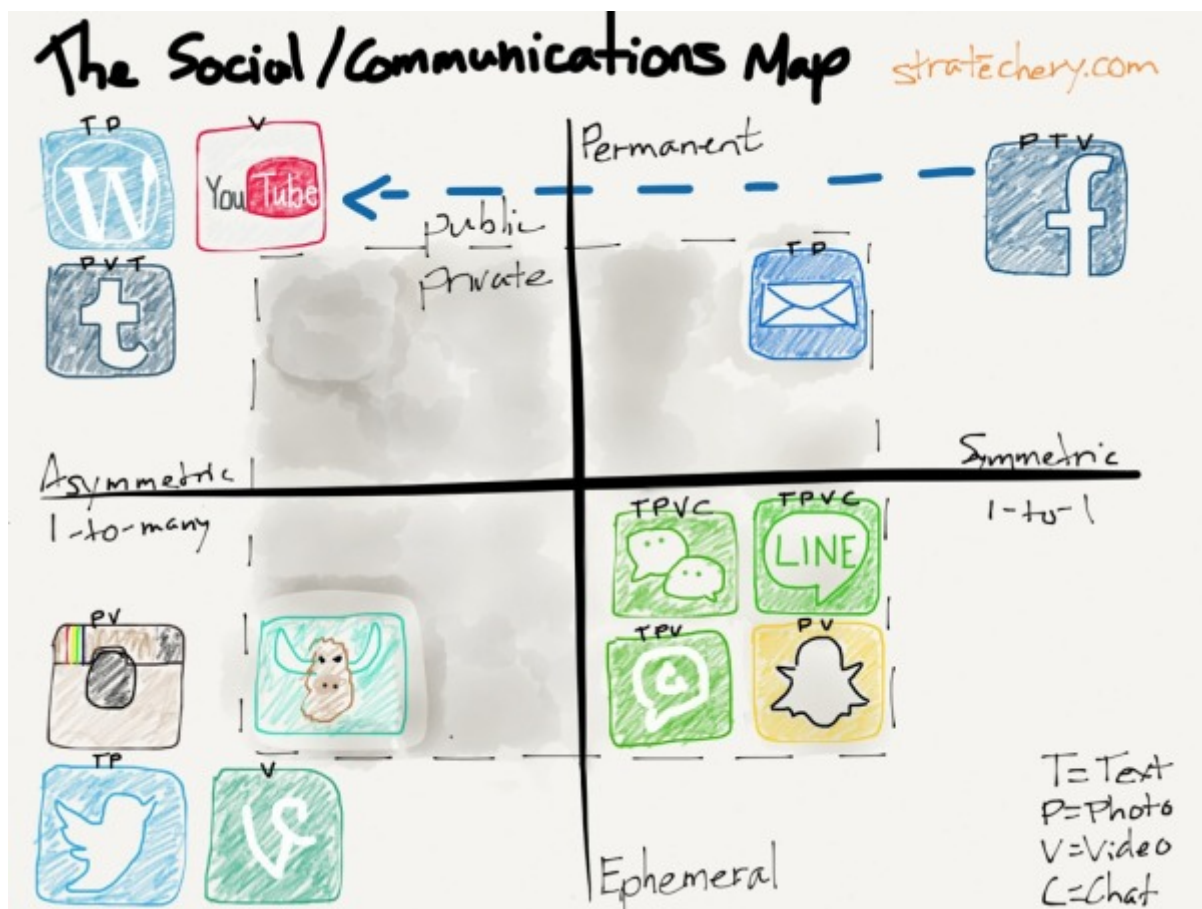 The Social/Communications Map
stratechery.com
TP
V
Permanent
PTV
W
You Tube
f
public
PVT
private
TP
t
Asymmetric
Symmetric
1-to-many
1-to-1
TPVC
TPVC
LINE
PV
TPV
PV
TP
V
Ephemeral
T=Text
P=Photo
V=Video
C=Chat